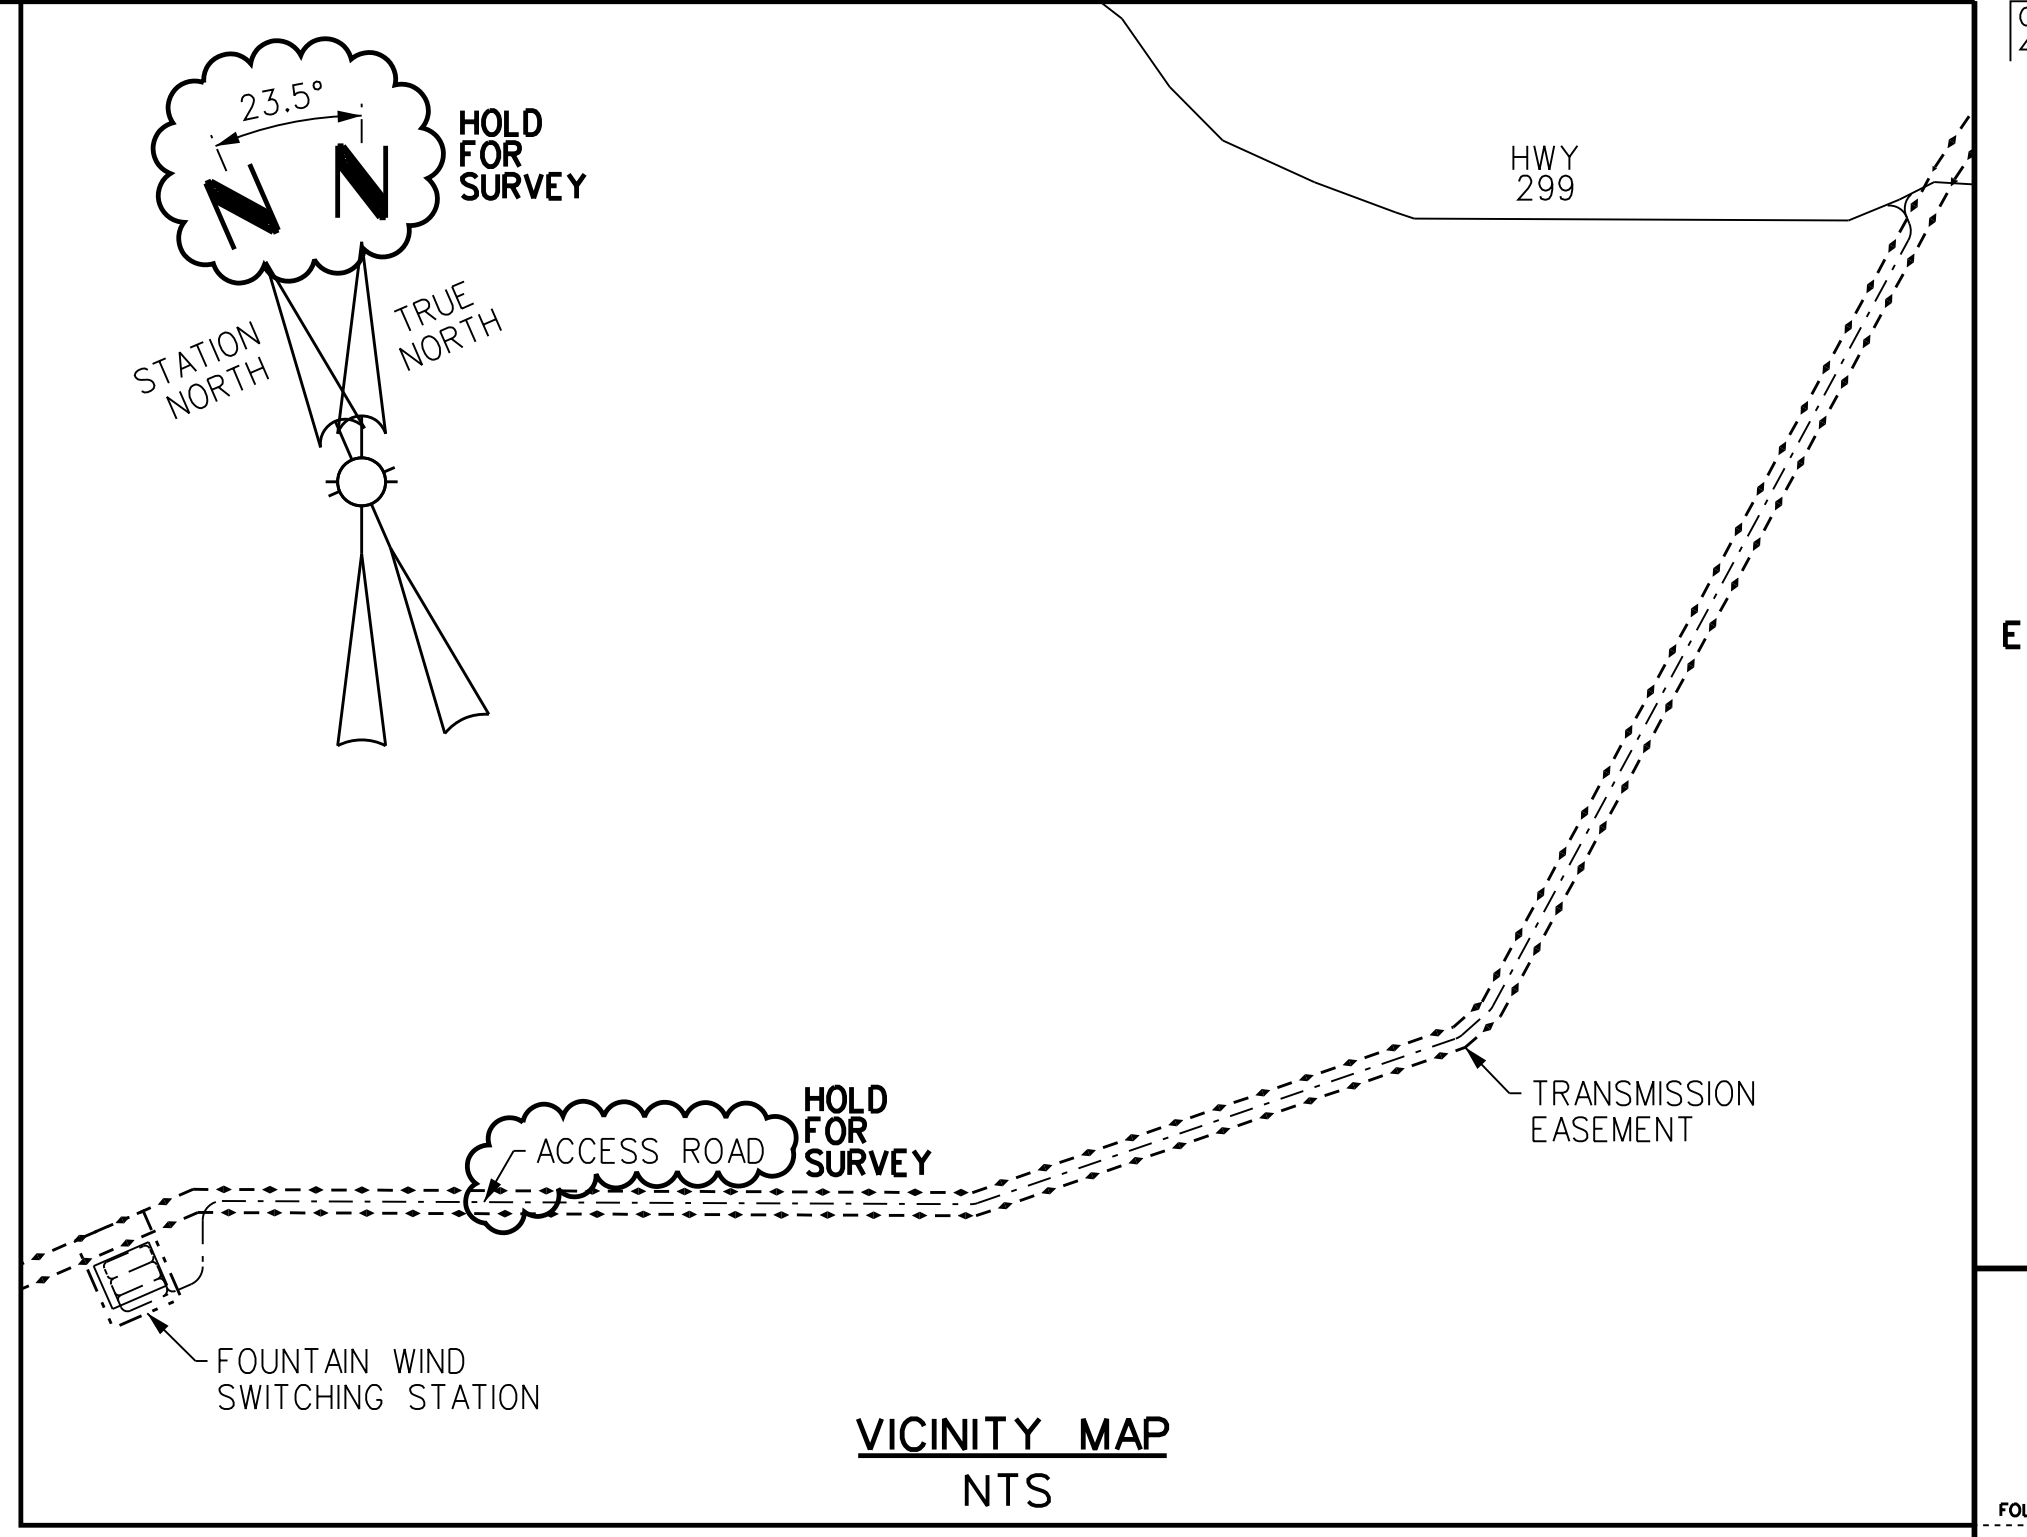 23.5°
N N
HOLD
FOR
SURVEY
STATION
NORTH
TRUE
NORTH
HWY
299
E
HOLD
FOR
SURVEY
ACCESS ROAD
TRANSMISSION
EASEMENT
FOUNTAIN WIND
SWITCHING STATION
VICINITY MAP
NTS